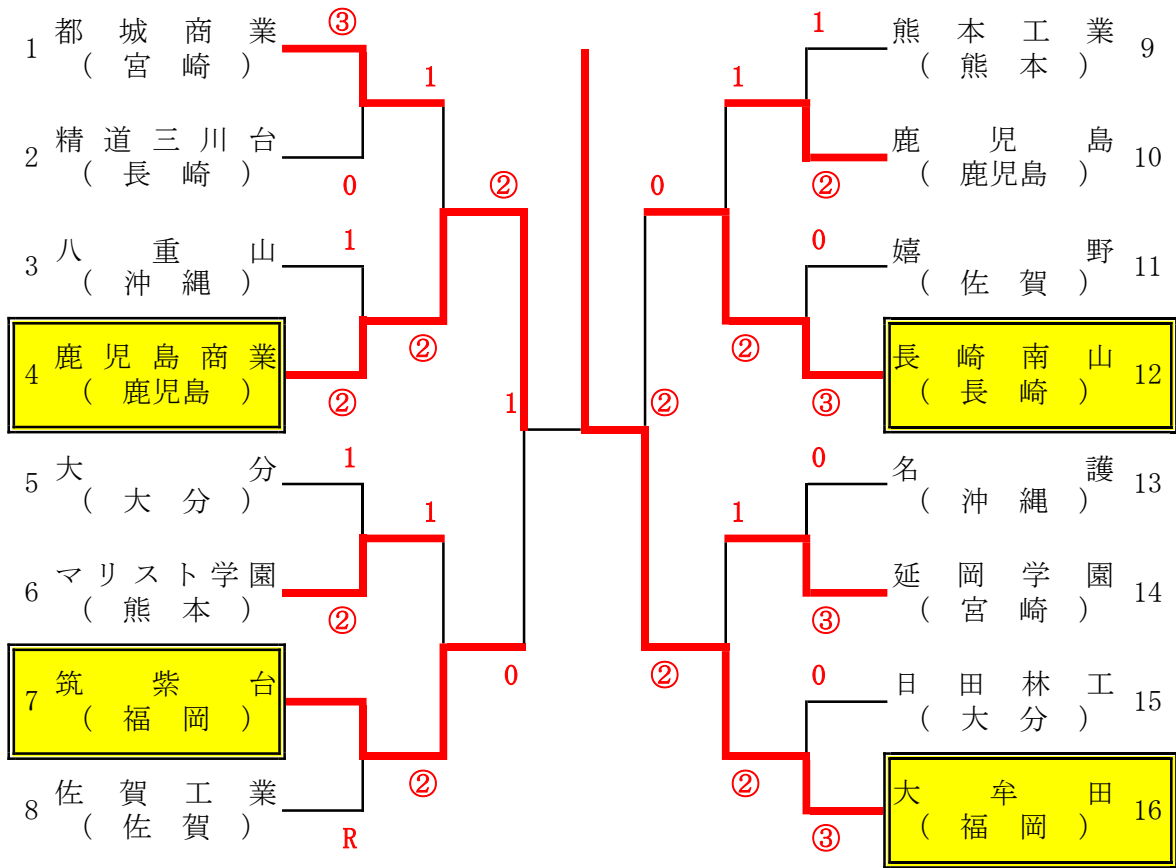 1 都城商業
(宮崎)
③
2 精道三川台
(長崎)
0
1
3 八重山
(沖縄)
1
4 鹿児島商業
(鹿児島)
②
②
②
5 大分
(大分)
1
6 マリスト学園
(熊本)
②
1
7 筑紫台
(福岡)
8 佐賀工業
(佐賀)
R
②
0
1
②
1
熊本工業 9
(熊本)
鹿児島 10
(鹿児島)
②
1
0
嬉野 11
(佐賀)
長崎南山 12
(長崎)
③
②
0
0
名護 13
(沖縄)
延岡学園 14
(宮崎)
③
1
0
日田林工 15
(大分)
大牟田 16
(福岡)
③
②
②